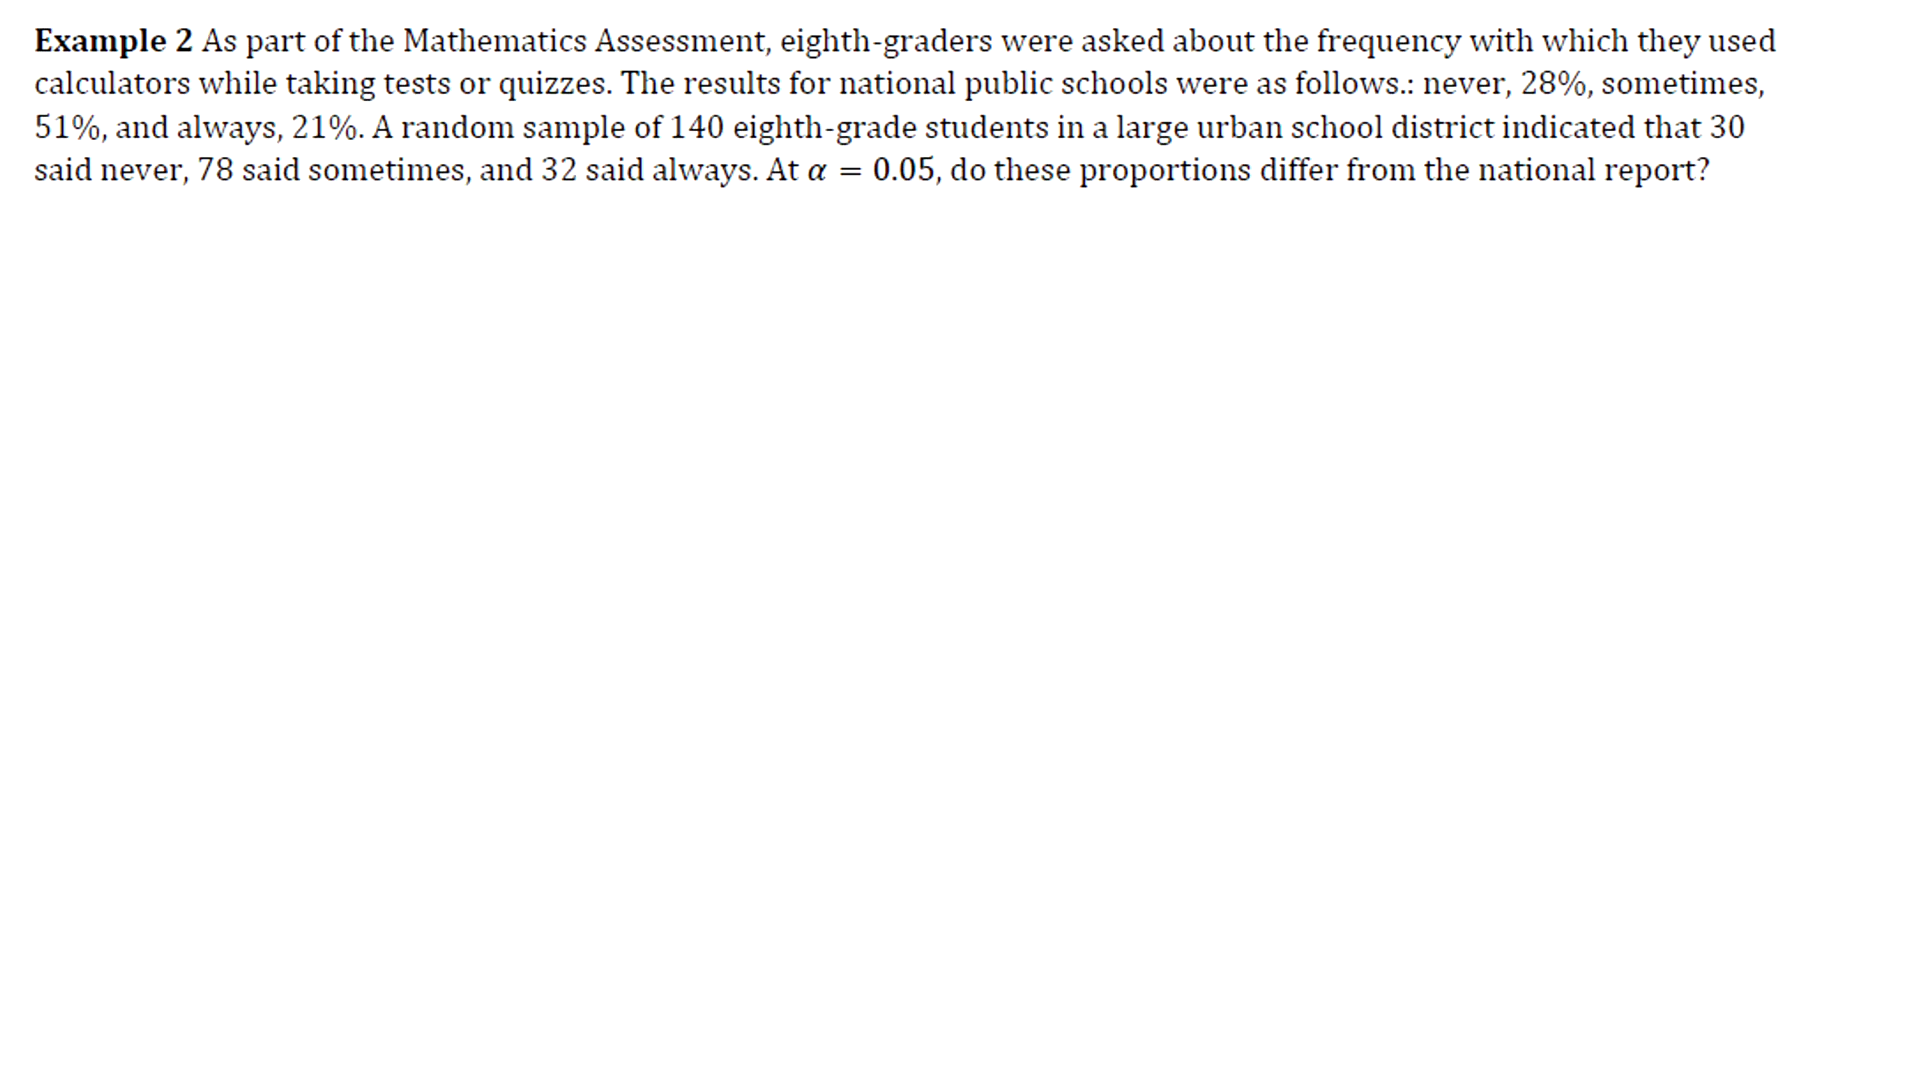 Example 2 As part of the Mathematics Assessment, eighth-graders were asked about the frequency with which they used
calculators while taking tests or quizzes. The results for national public schools were as follows.: never, 28%, sometimes,
51%, and always, 21%. A random sample of 140 eighth-grade students in a large urban school district indicated that 30
said never, 78 said sometimes, and 32 said always. At α = 0.05, do these proportions differ from the national report?